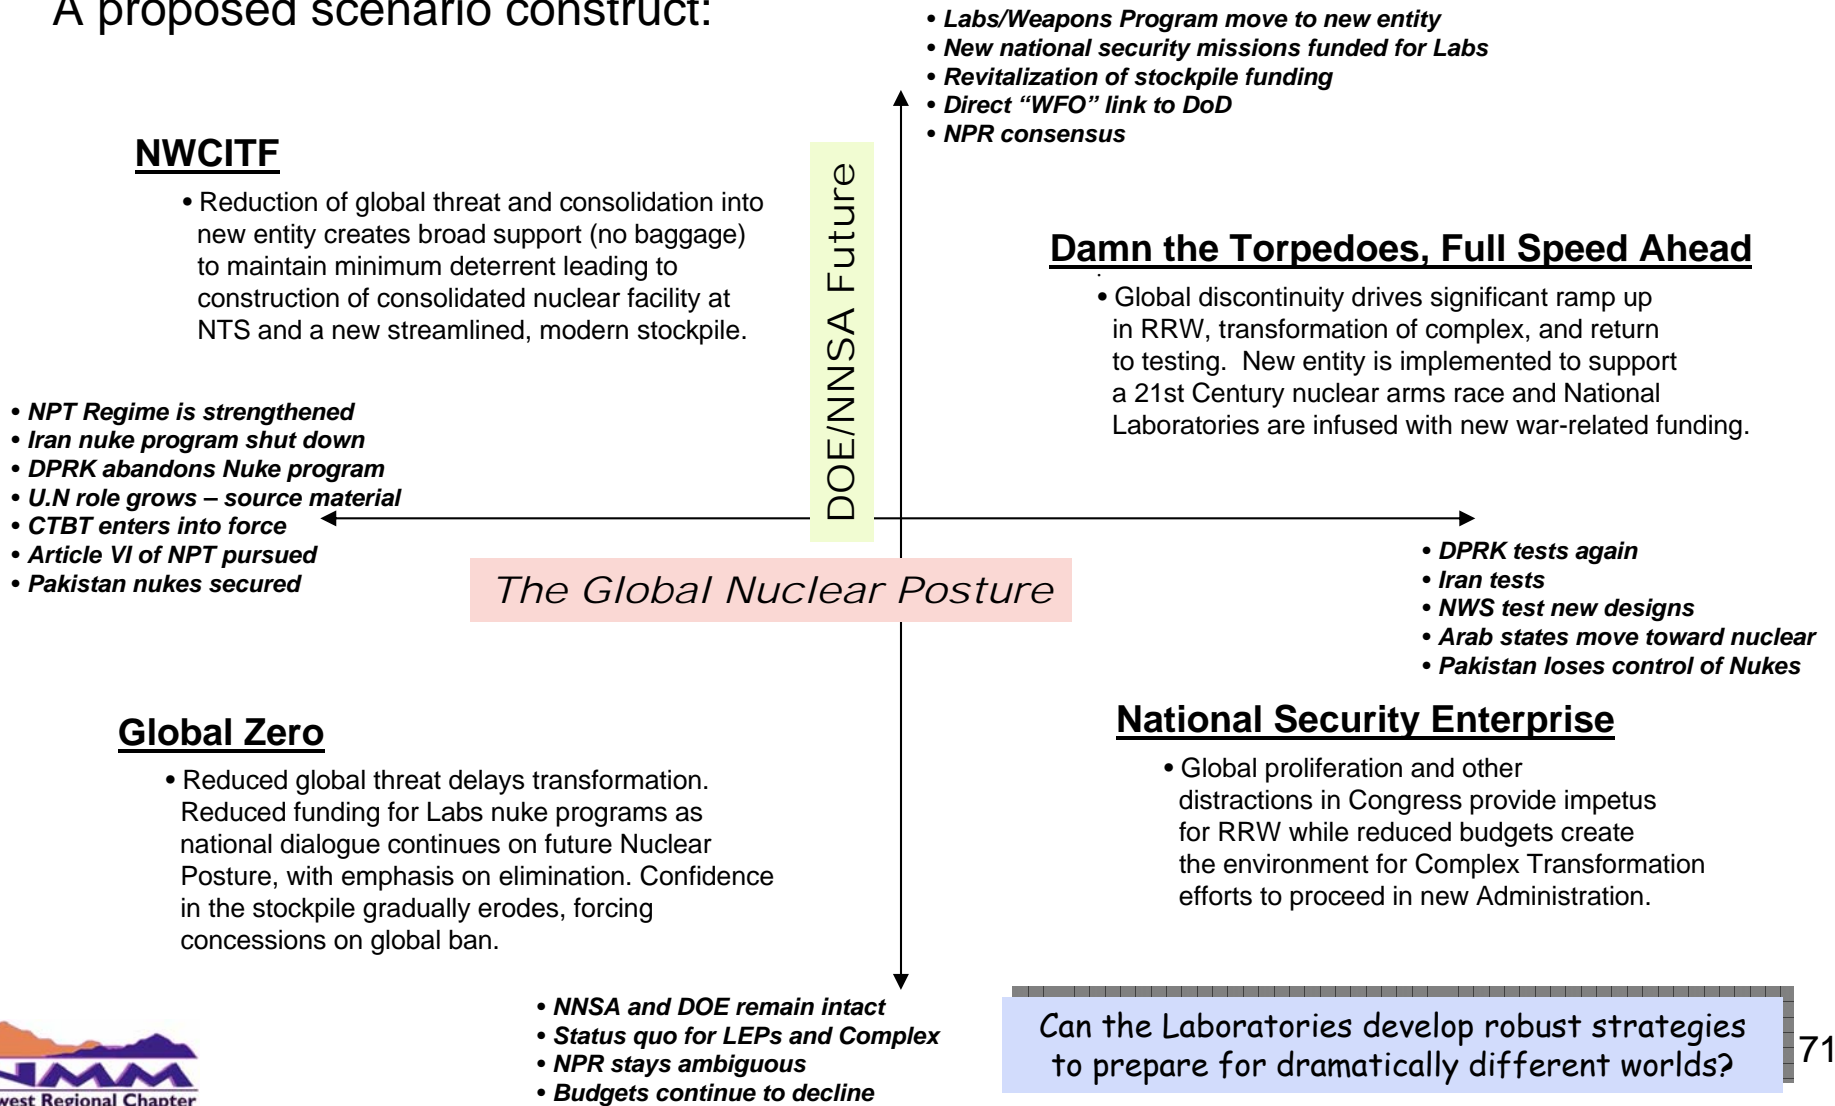 A proposed scenario construct:
• Labs/Weapons Program move to new entity
• New national security missions funded for Labs
• Revitalization of stockpile funding
• Direct “WFO” link to DoD
• NPR consensus
NWCITF
• Reduction of global threat and consolidation into
new entity creates broad support (no baggage)
to maintain minimum deterrent leading to
construction of consolidated nuclear facility at
NTS and a new streamlined, modern stockpile.
DOE/NNSA Future
Damn the Torpedoes, Full Speed Ahead
• Global discontinuity drives significant ramp up
in RRW, transformation of complex, and return
to testing. New entity is implemented to support
a 21st Century nuclear arms race and National
Laboratories are infused with new war-related funding.
• NPT Regime is strengthened
• Iran nuke program shut down
• DPRK abandons Nuke program
• U.N role grows – source material
• CTBT enters into force
• Article VI of NPT pursued
• Pakistan nukes secured
The Global Nuclear Posture
• DPRK tests again
• Iran tests
• NWS test new designs
• Arab states move toward nuclear
• Pakistan loses control of Nukes
Global Zero
• Reduced global threat delays transformation.
Reduced funding for Labs nuke programs as
national dialogue continues on future Nuclear
Posture, with emphasis on elimination. Confidence
in the stockpile gradually erodes, forcing
concessions on global ban.
National Security Enterprise
• Global proliferation and other
distractions in Congress provide impetus
for RRW while reduced budgets create
the environment for Complex Transformation
efforts to proceed in new Administration.
• NNSA and DOE remain intact
• Status quo for LEPs and Complex
• NPR stays ambiguous
• Budgets continue to decline
Can the Laboratories develop robust strategies
to prepare for dramatically different worlds?
71
Regional Chapter